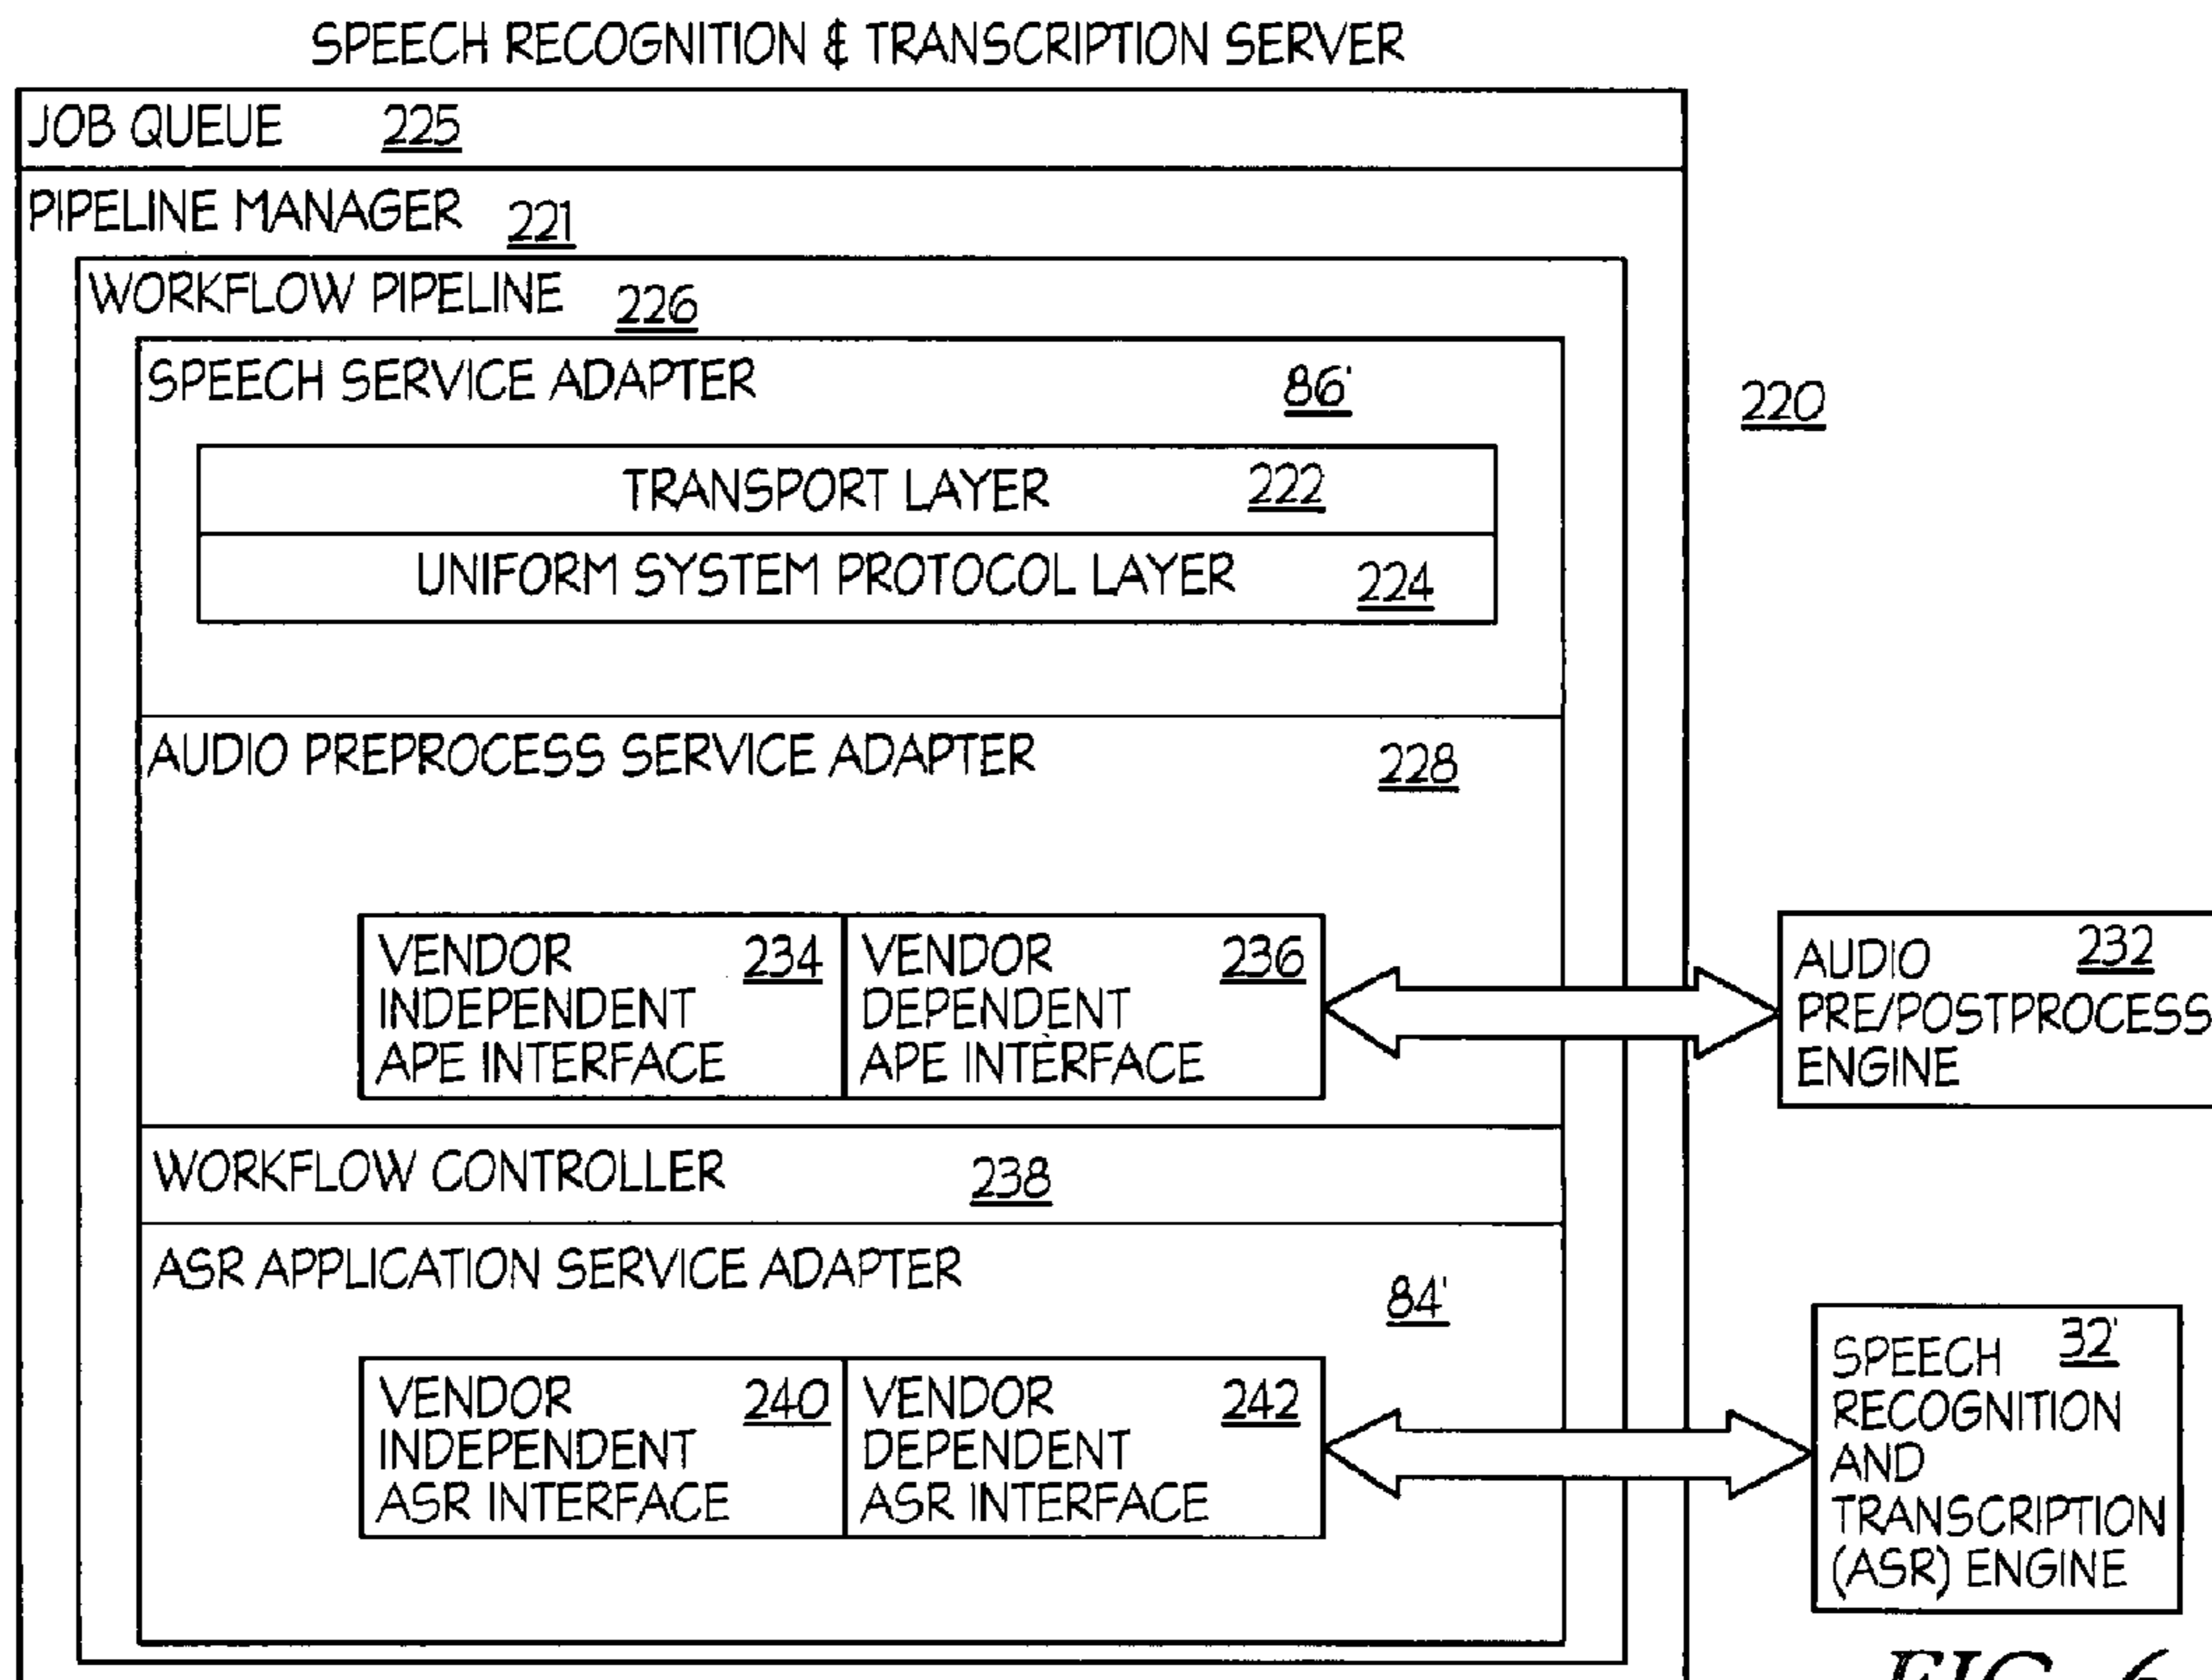 SPEECH RECOGNITION & TRANSCRIPTION SERVER
JOB QUEUE 225
PIPELINE MANAGER 221
WORKFLOW PIPELINE 226
SPEECH SERVICE ADAPTER 86'
220
TRANSPORT LAYER 222
UNIFORM SYSTEM PROTOCOL LAYER 224
AUDIO PREPROCESS SERVICE ADAPTER 228
VENDOR 234
INDEPENDENT
APE INTERFACE
VENDOR 236
DEPENDENT
APE INTERFACE
AUDIO 232
PRE/POSTPROCESS
ENGINE
WORKFLOW CONTROLLER 238
ASR APPLICATION SERVICE ADAPTER
84'
VENDOR 240
INDEPENDENT
ASR INTERFACE
VENDOR 242
DEPENDENT
ASR INTERFACE
SPEECH 32'
RECOGNITION
AND
TRANSCRIPTION
(ASR) ENGINE
FIG. 6